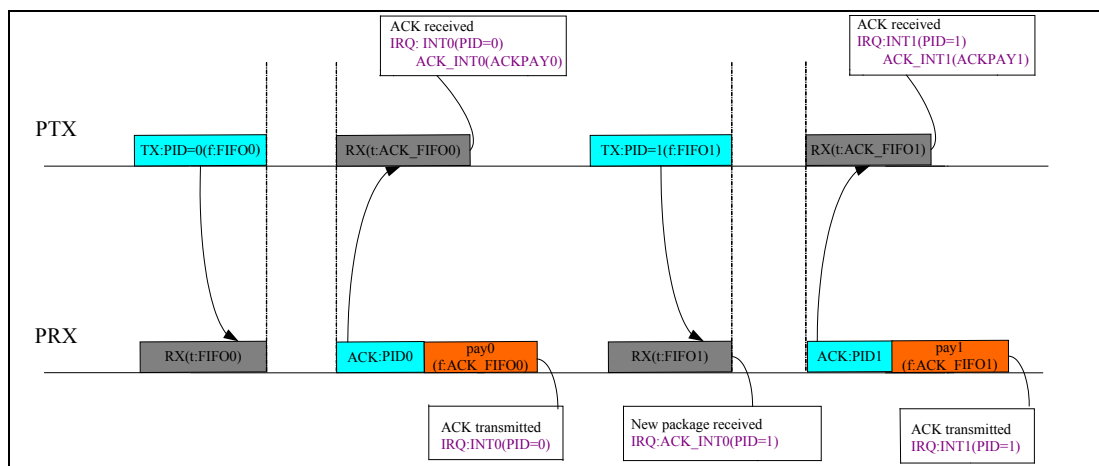 ACK received
IRQ: INT0(PID=0)
ACK_INT0(ACKPAY0)
ACK received
IRQ:INT1(PID=1)
ACK_INT1(ACKPAY1)
PTX
TX:PID=0(f:FIFO0)
RX(t:ACK_FIFO0)
TX:PID=1(f:FIFO1)
RX(t:ACK_FIFO1)
PRX
RX(t:FIFO0)
ACK:PID0
pay0
(f:ACK_FIFO0)
RX(t:FIFO1)
ACK:PID1
pay1
(f:ACK_FIFO1)
ACK transmitted
IRQ:INT0(PID=0)
New package received
IRQ:ACK_INT0(PID=1)
ACK transmitted
IRQ:INT1(PID=1)